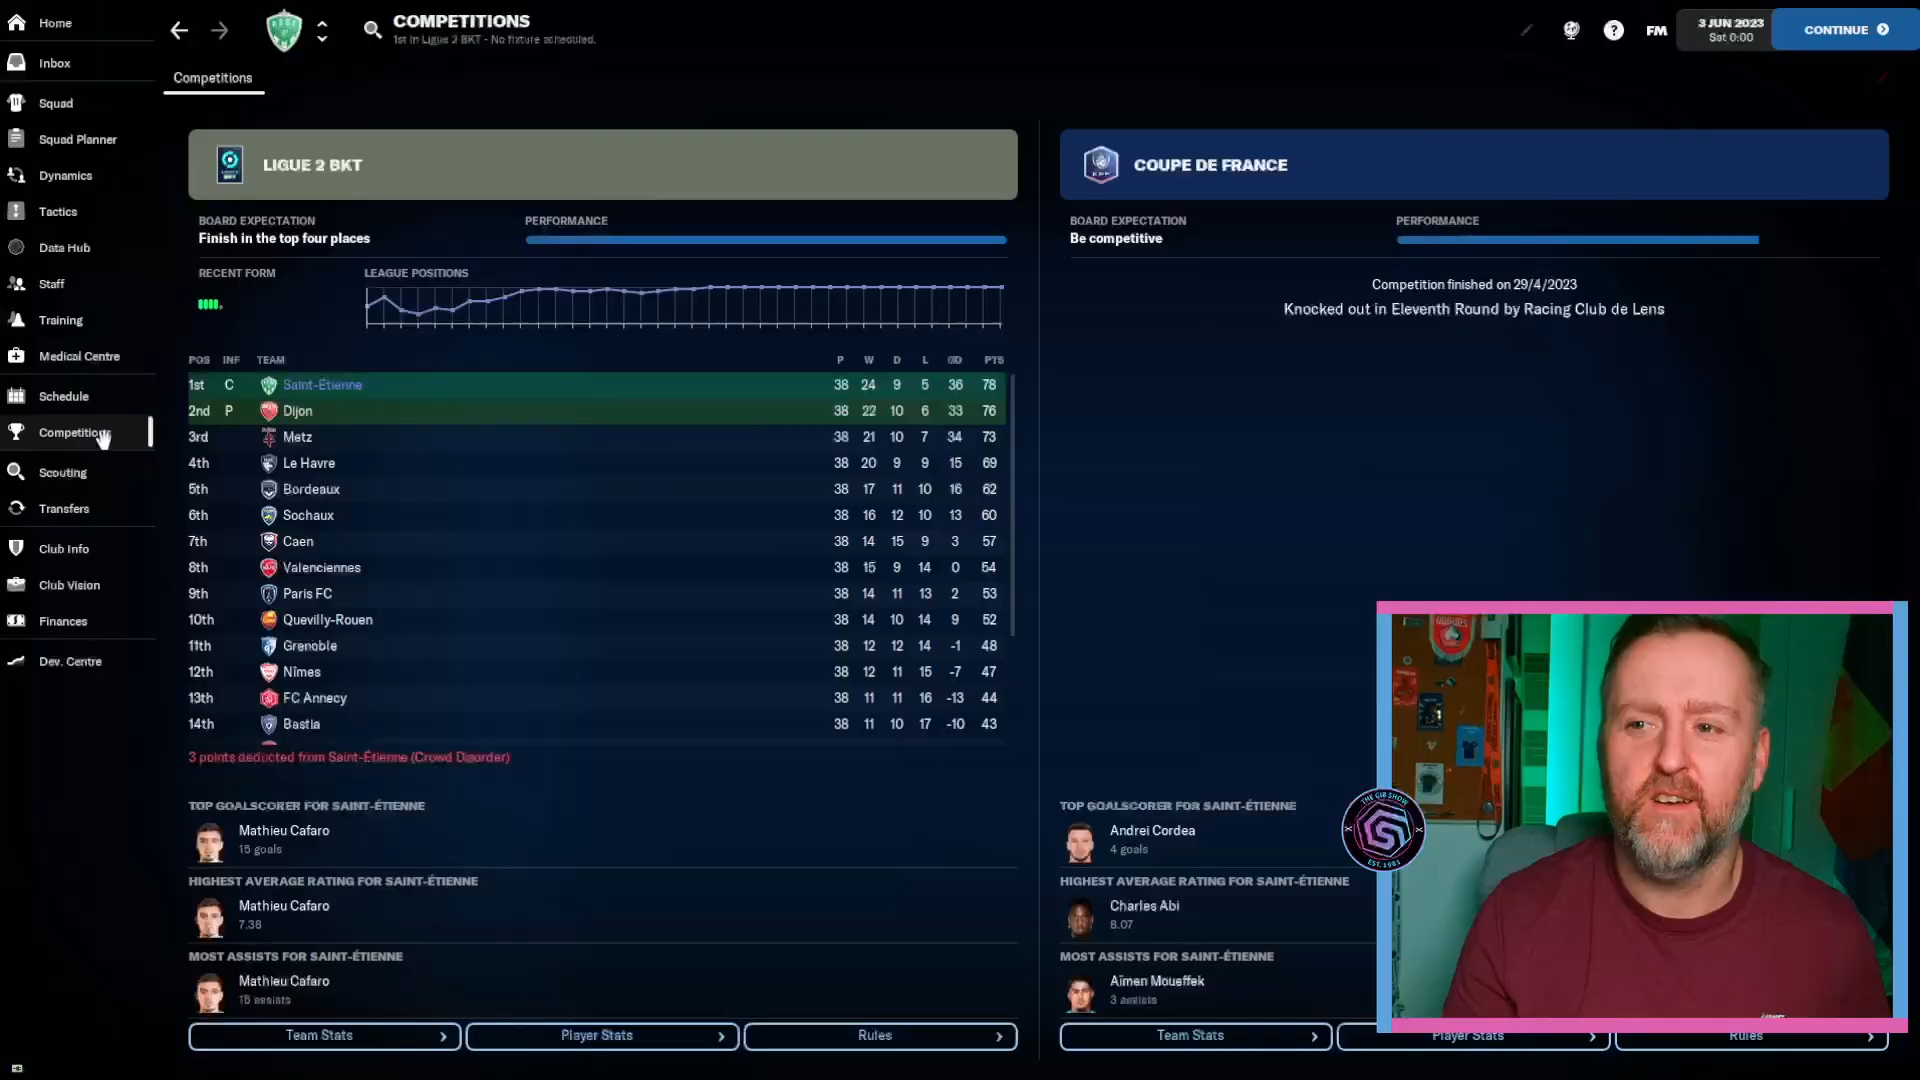 Home
Inbox
Squad
Squad Planner
Dynamics
Tactics
Data Hub
Staff
Training
Medical Centre
Schedule
Competitions
Scouting
Transfers
Club Info
Club Vision
Finances
Dev. Centre
COMPETITIONS
1st in Ligue 2 BKT - No fixture scheduled.
FM
3 JUN 2023
Sat 0:00
CONTINUE
Competitions
LIGUE 2 BKT
BOARD EXPECTATION PERFORMANCE
Finish in the top four places
RECENT FORM LEAGUE POSITIONS
POS INF TEAM P W D L GD PTS
1st C Saint-Étienne 38 24 9 5 36 78
2nd P Dijon 38 22 10 6 33 76
3rd Metz 38 21 10 7 34 73
4th Le Havre 38 20 9 9 15 69
5th Bordeaux 38 17 11 10 16 62
6th Sochaux 38 16 12 10 13 60
7th Caen 38 14 15 9 3 57
8th Valenciennes 38 15 9 14 0 54
9th Paris FC 38 14 11 13 2 53
10th Quevilly-Rouen 38 14 10 14 9 52
11th Grenoble 38 12 12 14 -1 48
12th Nîmes 38 12 11 15 -7 47
13th FC Annecy 38 11 11 16 -13 44
14th Bastia 38 11 10 17 -10 43
3 points deducted from Saint-Étienne (Crowd Disorder)
TOP GOALSCORER FOR SAINT-ÉTIENNE
Mathieu Cafaro
15 goals
HIGHEST AVERAGE RATING FOR SAINT-ÉTIENNE
Mathieu Cafaro
7.38
MOST ASSISTS FOR SAINT-ÉTIENNE
Mathieu Cafaro
assists
Team Stats Player Stats Rules
COUPE DE FRANCE
BOARD EXPECTATION PERFORMANCE
Be competitive
Competition finished on 29/4/2023
Knocked out in Eleventh Round by Racing Club de Lens
TOP GOALSCORER FOR SAINT-ÉTIENNE
Andrei Cordea
4 goals
HIGHEST AVERAGE RATING FOR SAINT-ÉTIENNE
Charles Abi
8.07
MOST ASSISTS FOR SAINT-ÉTIENNE
Aïmen Moueffek
3 assists
Team Stats Player Stats Rules
THE GIB SHOW
EST. 1981